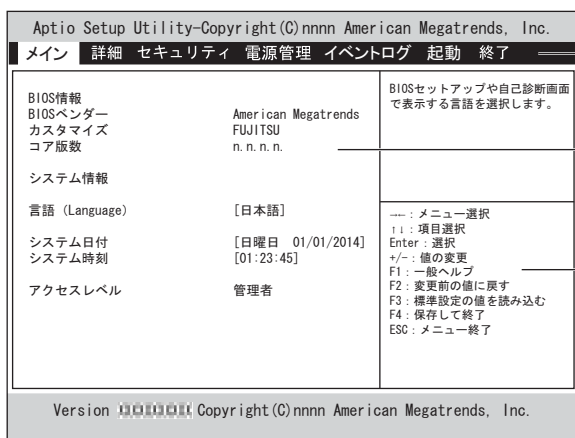 Aptio Setup Utility-Copyright(C)nnnn American Megatrends, Inc.
メイン 詳細 セキュリティ 電源管理 イベントログ 起動 終了
BIOS情報
BIOSベンダー American Megatrends
カスタマイズ FUJITSU
コア版数 n.n.n.n.
システム情報
言語 (Language) [日本語]
システム日付 [日曜日 01/01/2014]
システム時刻 [01:23:45]
アクセスレベル 管理者
BIOSセットアップや自己診断画面
で表示する言語を選択します。
→←:メニュー選択
↑↓:項目選択
Enter:選択
+/-:値の変更
F1:一般ヘルプ
F2:変更前の値に戻す
F3:標準設定の値を読み込む
F4:保存して終了
ESC:メニュー終了
Version Copyright(C)nnnn American Megatrends, Inc.